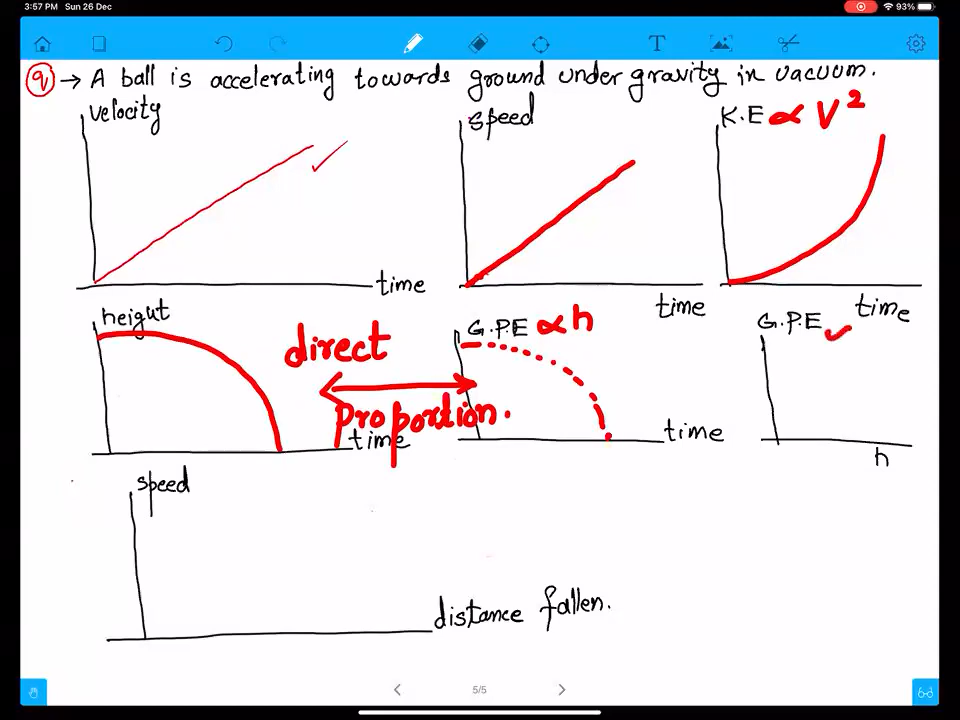 3:57 PM Sun 26 Dec
93%
T
q → A ball is accelerating towards ground under gravity in vacuum.
velocity
speed
K.E ∝ V²
time
time
time
height
direct
proportion.
G.P.E ∝ h
G.P.E
time
time
h
speed
distance fallen.
5/5